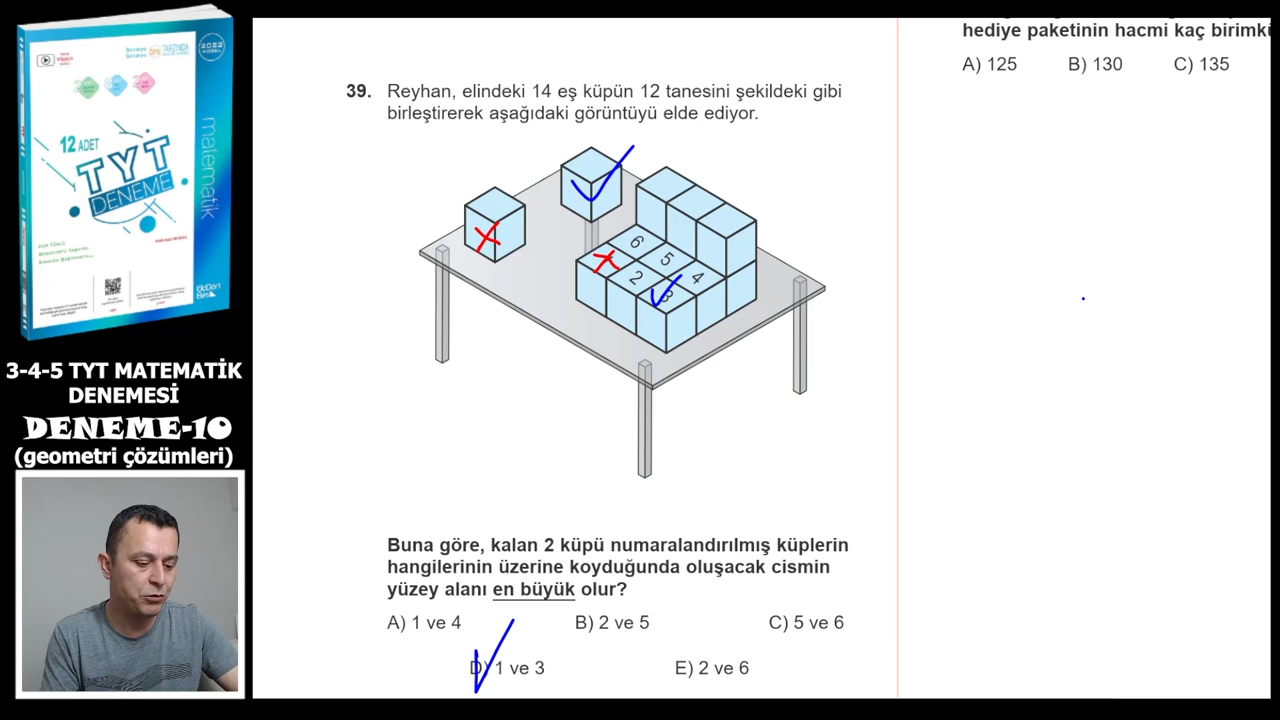 2022
TARZINDA
12 ADET
TYT
DENEME
matematik
3-4-5 TYT MATEMATİK
DENEMESİ
DENEME-10
(geometri çözümleri)
39. Reyhan, elindeki 14 eş küpün 12 tanesini şekildeki gibi
birleştirerek aşağıdaki görüntüyü elde ediyor.
6
5
2
4
3
Buna göre, kalan 2 küpü numaralandırılmış küplerin
hangilerinin üzerine koyduğunda oluşacak cismin
yüzey alanı en büyük olur?
A) 1 ve 4 B) 2 ve 5 C) 5 ve 6
D) 1 ve 3 E) 2 ve 6
hediye paketinin hacmi kaç birimkü
A) 125 B) 130 C) 135